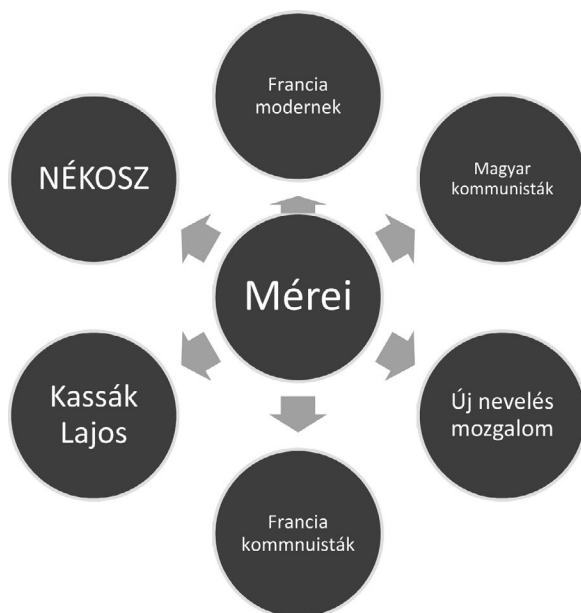 Francia
modernek
NÉKOSZ
Magyar
kommunisták
Mérei
Kassák
Lajos
Új nevelés
mozgalom
Francia
kommnuisták